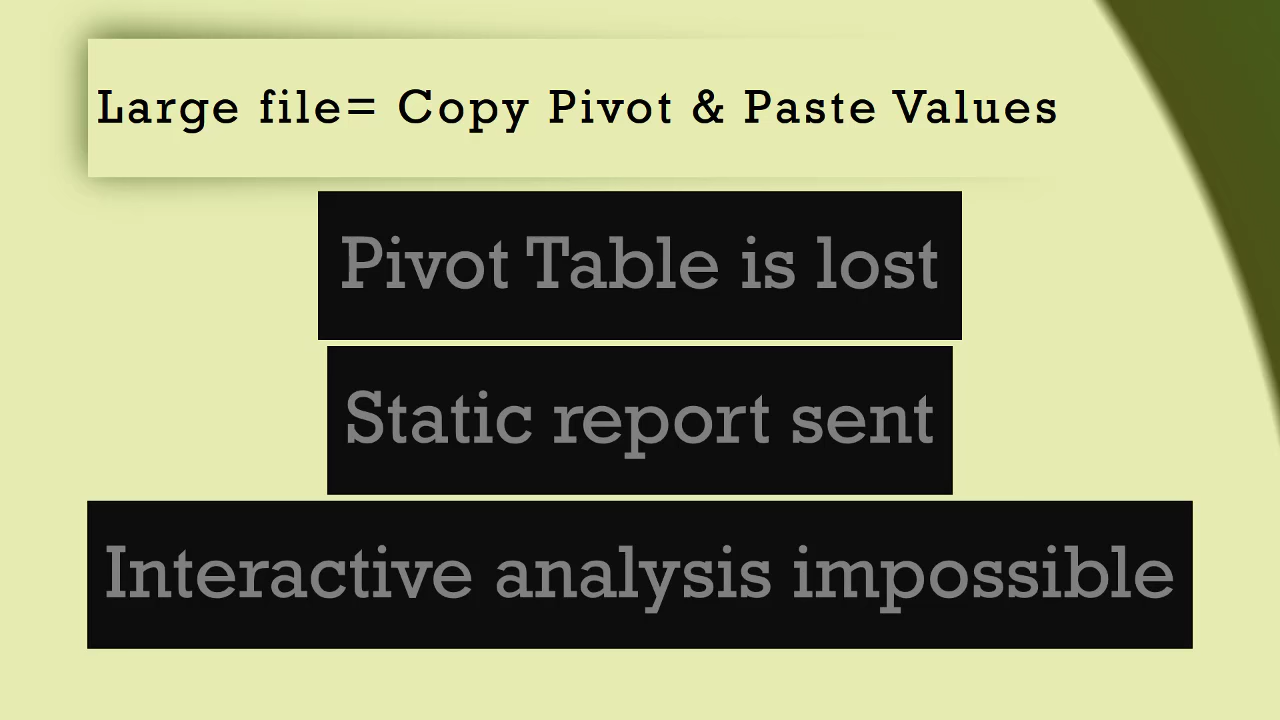 Large file= Copy Pivot & Paste Values
Pivot Table is lost
Static report sent
Interactive analysis impossible